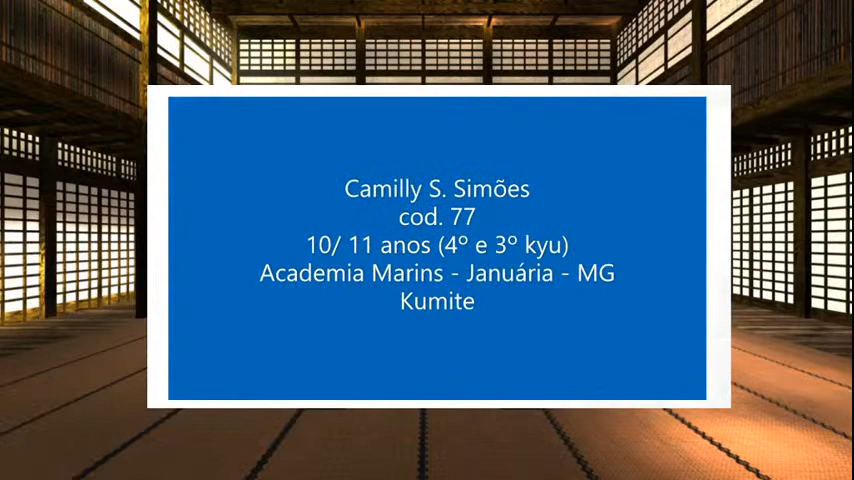 Camilly S. Simões
cod. 77
10/ 11 anos (4º e 3º kyu)
Academia Marins - Januária - MG
Kumite